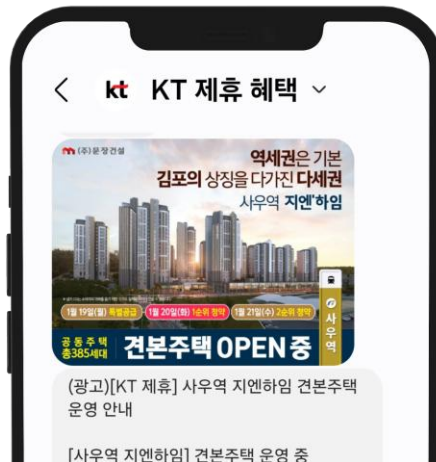 kt KT 제휴 혜택
(주)문장건설
역세권은 기본
김포의 상징을 다가진 다세권
사우역 지엔하임
1월 19일(월) 특별공급
1월 20일(화) 1순위 청약
1월 21일(수) 2순위 청약
사우역
공동주택
총385세대
견본주택 OPEN 중
(광고)[KT 제휴] 사우역 지엔하임 견본주택
운영 안내
[사우역 지엔하임] 견본주택 운영 중